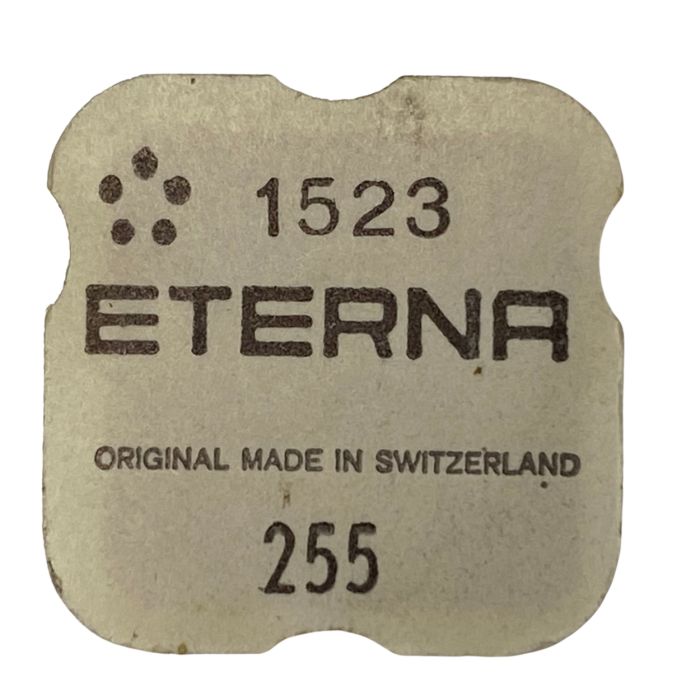 1523
ETERNA
ORIGINAL MADE IN SWITZERLAND
255